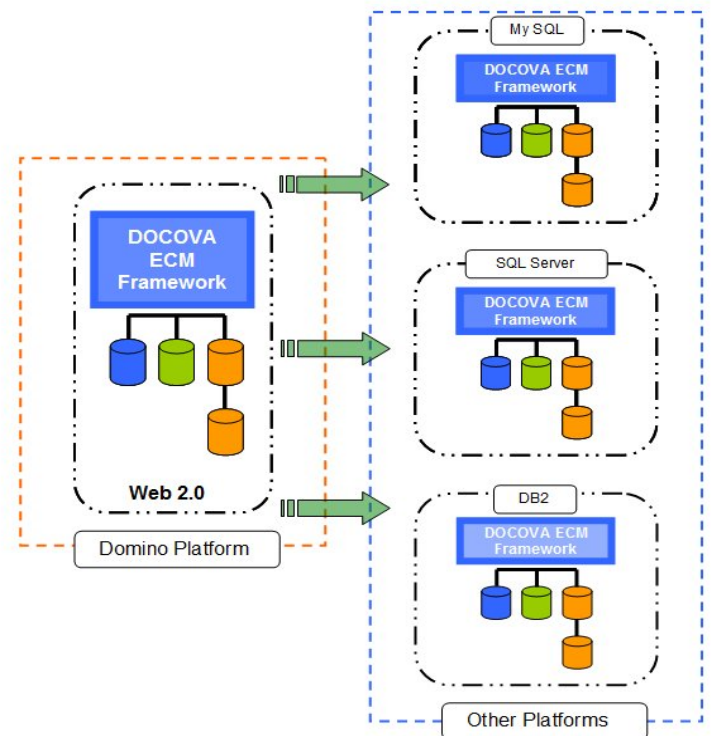 My SQL
DOCOVA ECM
Framework
DOCOVA
ECM
Framework
Web 2.0
Domino Platform
SQL Server
DOCOVA ECM
Framework
DB2
DOCOVA ECM
Framework
Other Platforms